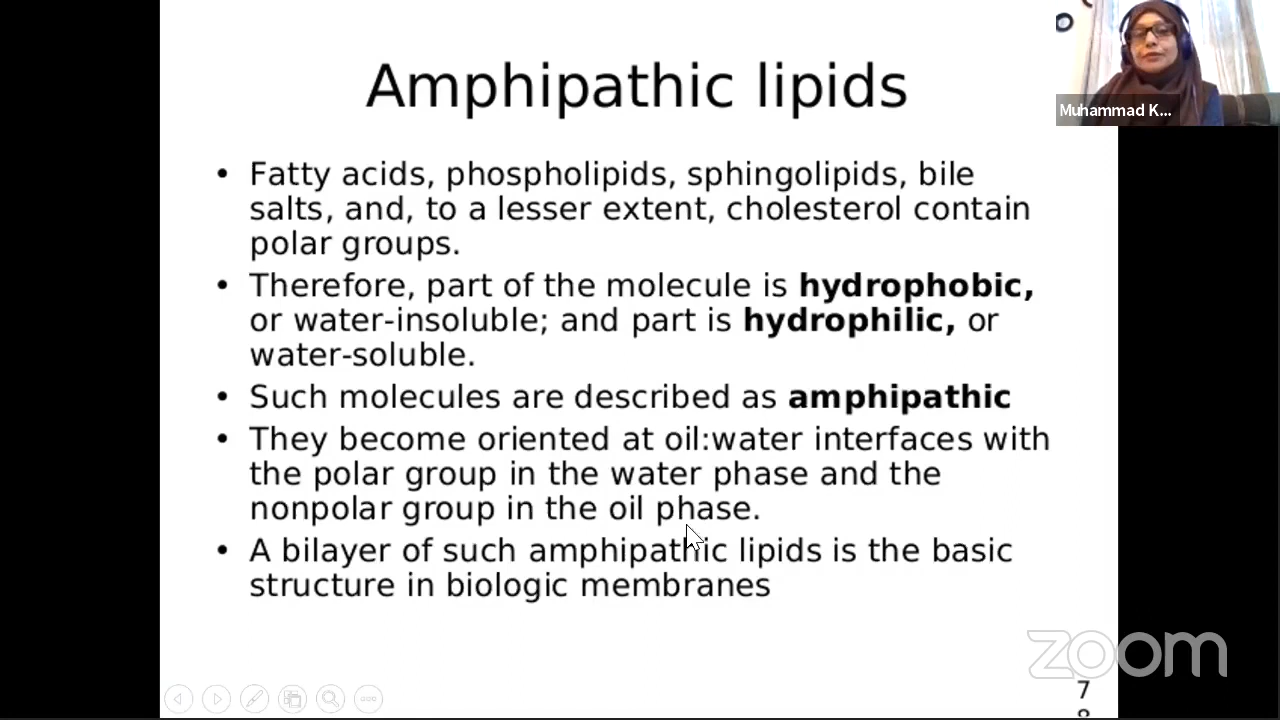 Amphipathic lipids
• Fatty acids, phospholipids, sphingolipids, bile
salts, and, to a lesser extent, cholesterol contain
polar groups.
• Therefore, part of the molecule is hydrophobic,
or water-insoluble; and part is hydrophilic, or
water-soluble.
• Such molecules are described as amphipathic
• They become oriented at oil:water interfaces with
the polar group in the water phase and the
nonpolar group in the oil phase.
• A bilayer of such amphipathic lipids is the basic
structure in biologic membranes
Muhammad K...
zoom
7